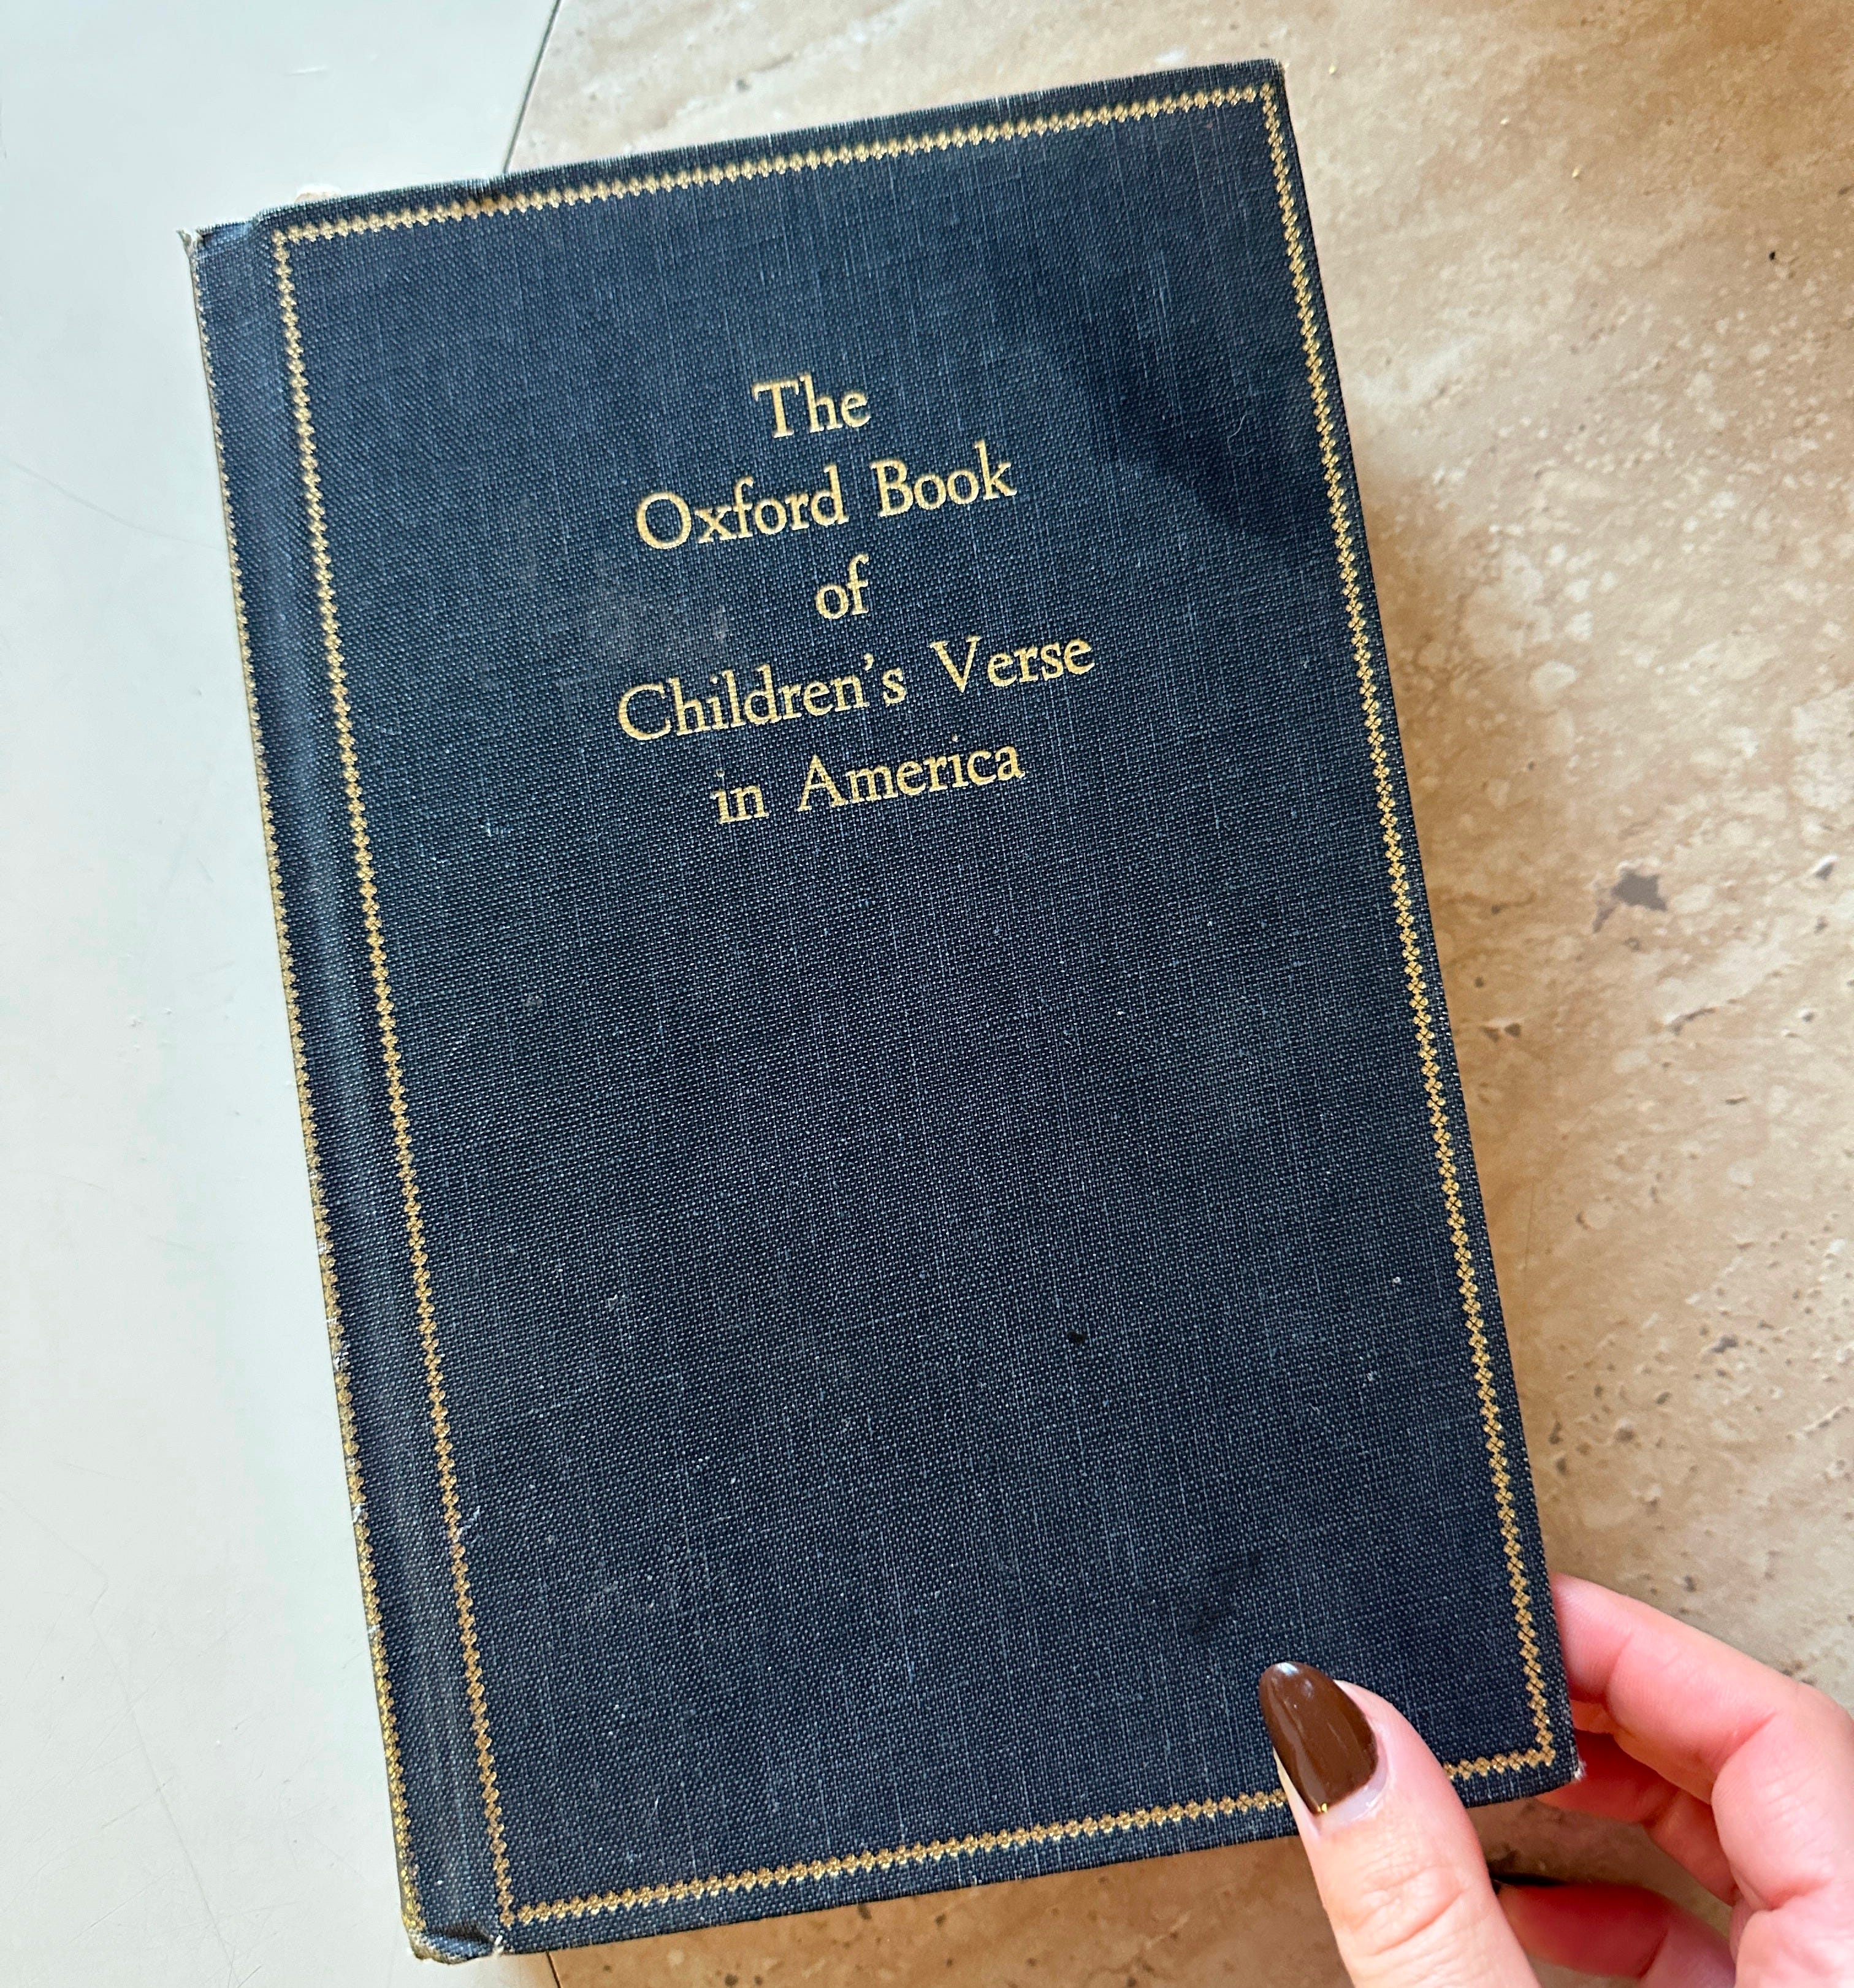 The
Oxford Book
of
Children's Verse
in America